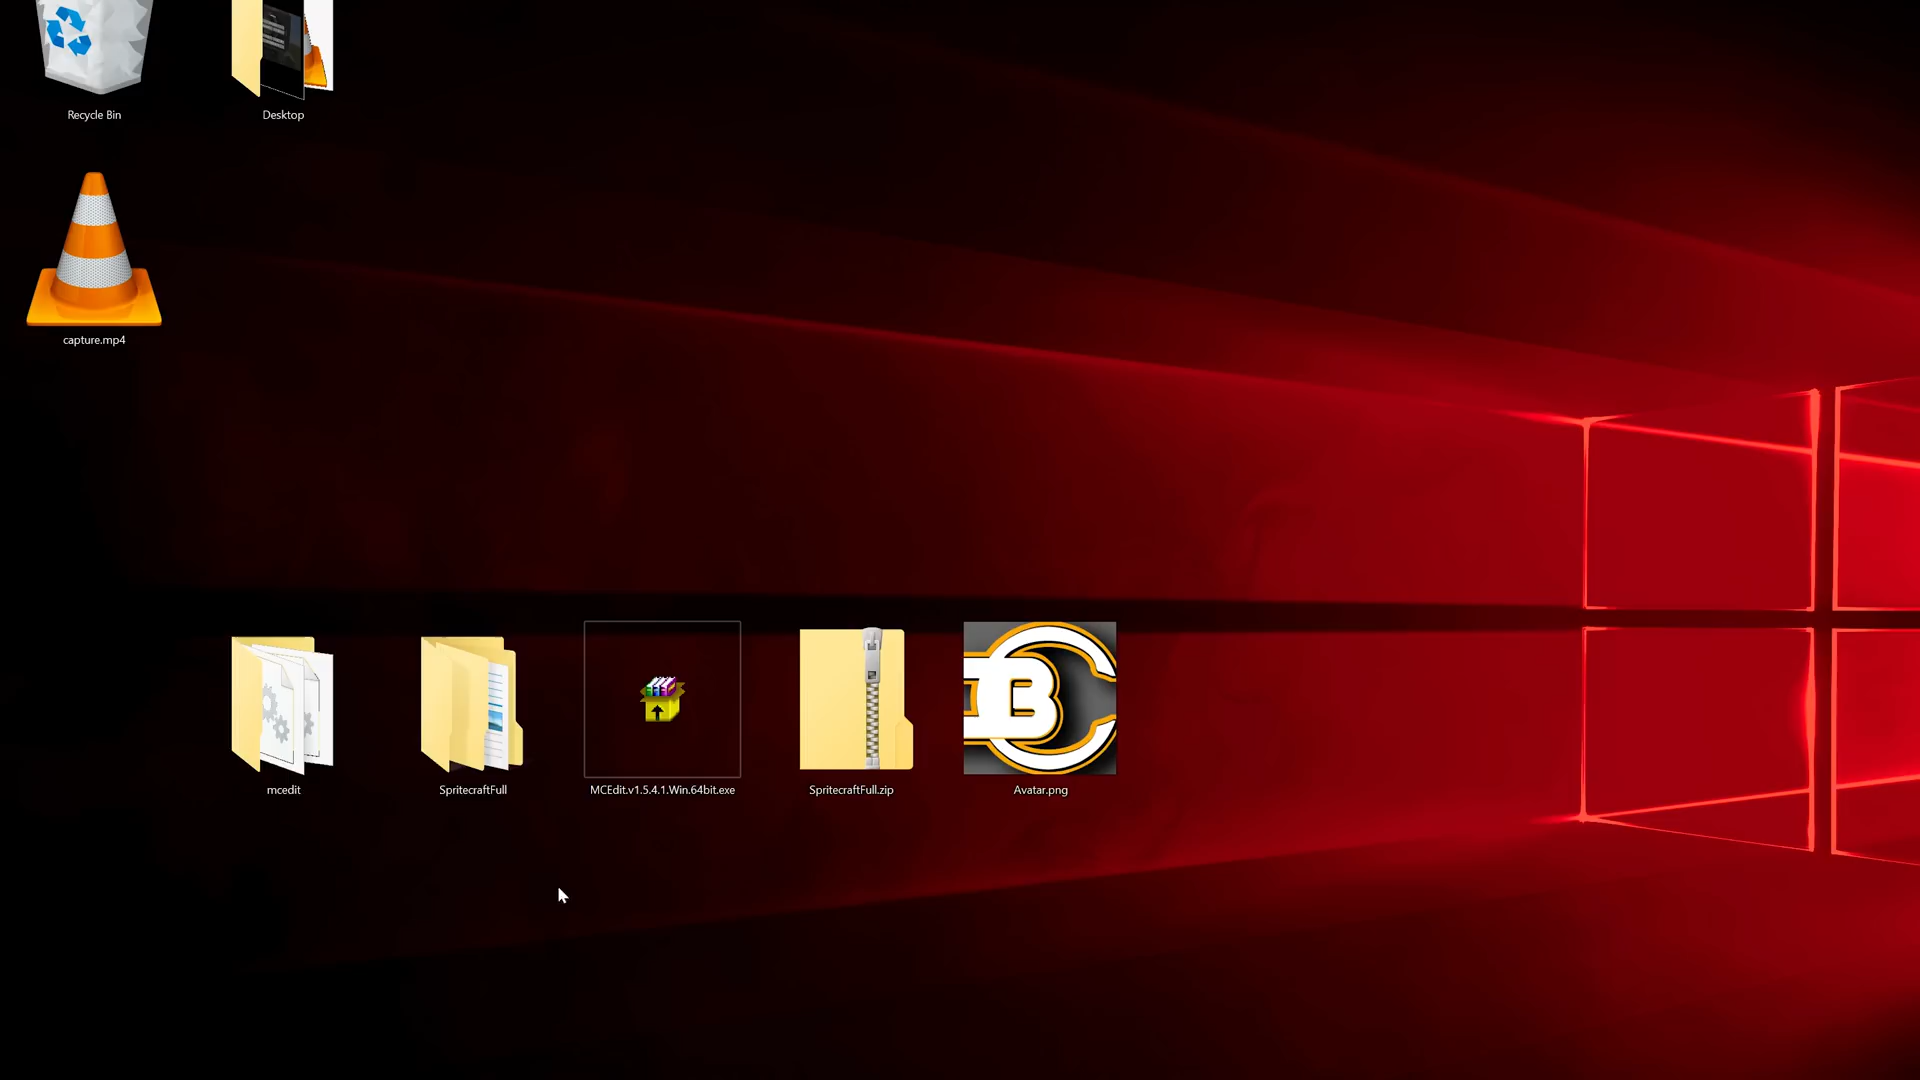 Recycle Bin
Desktop
capture.mp4
mcedit
SpritecraftFull
MCEdit.v1.5.4.1.Win.64bit.exe
SpritecraftFull.zip
Avatar.png
BC